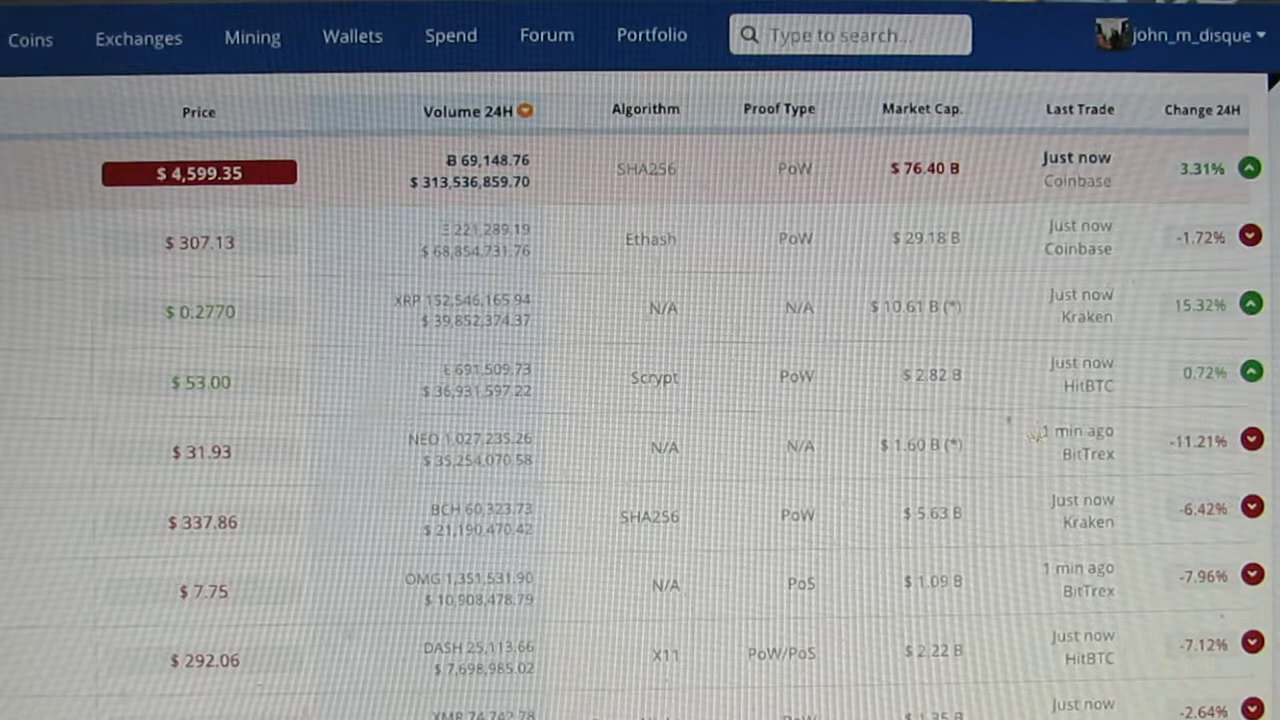 Coins Exchanges Mining Wallets Spend Forum Portfolio Type to search... john_m_disque
Price Volume 24H Algorithm Proof Type Market Cap. Last Trade Change 24H
$ 4,599.35 Ƀ 69,148.76 SHA256 PoW $ 76.40 B Just now 3.31%
$ 313,536,859.70 Coinbase
$ 307.13 Ξ 221,289.19 Ethash PoW $ 29.18 B Just now -1.72%
$ 68,854,731.76 Coinbase
$ 0.2770 XRP 152,546,165.94 N/A N/A $ 10.61 B (*) Just now 15.32%
$ 39,852,374.37 Kraken
$ 53.00 Ł 691,509.73 Scrypt PoW $ 2.82 B Just now 0.72%
$ 36,931,597.22 HitBTC
$ 31.93 NEO 1,027,235.26 N/A N/A $ 1.60 B (*) 1 min ago -11.21%
$ 35,254,070.58 BitTrex
$ 337.86 BCH 60,323.73 SHA256 PoW $ 5.63 B Just now -6.42%
$ 21,190,470.42 Kraken
$ 7.75 OMG 1,351,531.90 N/A PoS $ 1.09 B 1 min ago -7.96%
$ 10,908,478.79 BitTrex
$ 292.06 DASH 25,113.66 X11 PoW/PoS $ 2.22 B Just now -7.12%
$ 7,698,985.02 HitBTC
XMR 74,742.78 $ 1.35 B Just now -2.64%